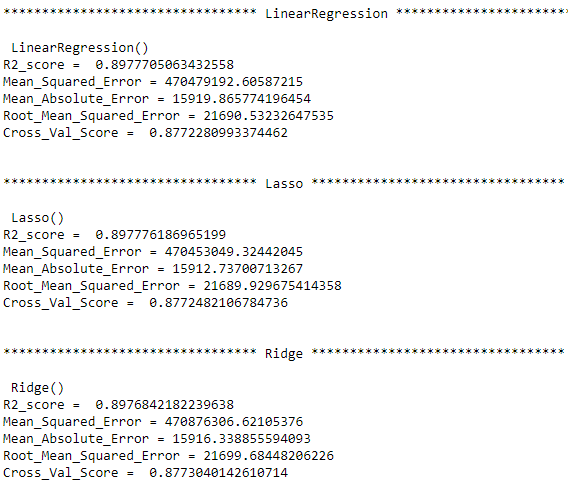 ********************************* LinearRegression ***********************
LinearRegression()
R2_score =  0.8977705063432558
Mean_Squared_Error = 470479192.60587215
Mean_Absolute_Error = 15919.865774196454
Root_Mean_Squared_Error = 21690.53232647535
Cross_Val_Score =  0.8772280993374462
********************************* Lasso *********************************
Lasso()
R2_score =  0.897776186965199
Mean_Squared_Error = 470453049.32442045
Mean_Absolute_Error = 15912.73700713267
Root_Mean_Squared_Error = 21689.929675414358
Cross_Val_Score =  0.8772482106784736
********************************* Ridge *********************************
Ridge()
R2_score =  0.8976842182239638
Mean_Squared_Error = 470876306.62105376
Mean_Absolute_Error = 15916.338855594093
Root_Mean_Squared_Error = 21699.68448206226
Cross_Val_Score =  0.8773040142610714